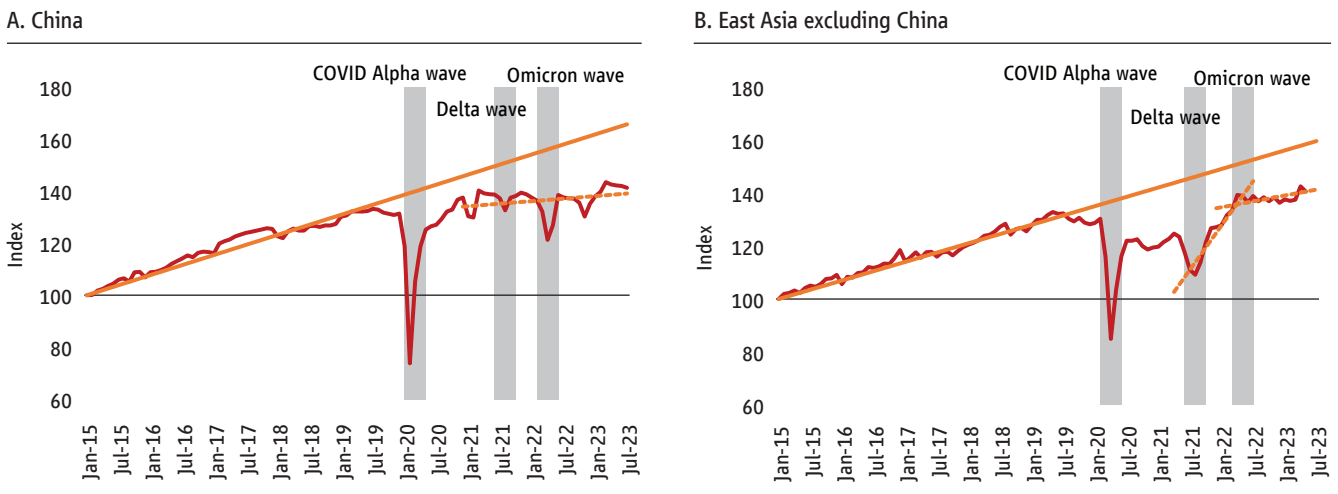 A. China
COVID Alpha wave
Omicron wave
Delta wave
Index
180
160
140
120
100
80
60
Jan-15
Jul-15
Jan-16
Jul-16
Jan-17
Jul-17
Jan-18
Jul-18
Jan-19
Jul-19
Jan-20
Jul-20
Jan-21
Jul-21
Jan-22
Jul-22
Jan-23
Jul-23
B. East Asia excluding China
COVID Alpha wave
Omicron wave
Delta wave
Index
180
160
140
120
100
80
60
Jan-15
Jul-15
Jan-16
Jul-16
Jan-17
Jul-17
Jan-18
Jul-18
Jan-19
Jul-19
Jan-20
Jul-20
Jan-21
Jul-21
Jan-22
Jul-22
Jan-23
Jul-23